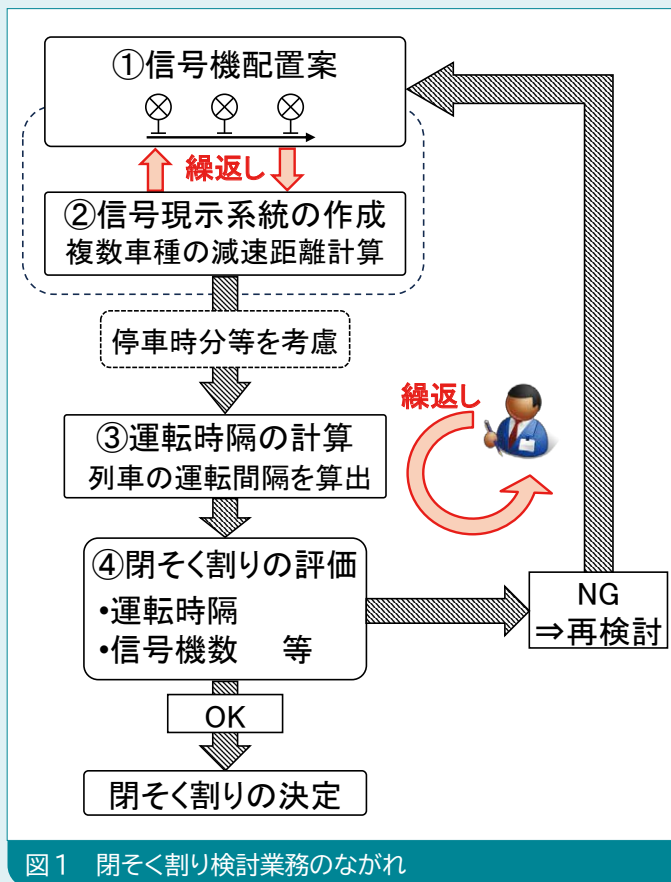 ①信号機配置案
繰返し
②信号現示系統の作成
複数車種の減速距離計算
停車時分等を考慮
③運転時隔の計算
列車の運転間隔を算出
繰返し
④閉そく割りの評価
•運転時隔
•信号機数　等
NG
⇒再検討
OK
閉そく割りの決定
図1　閉そく割り検討業務のながれ